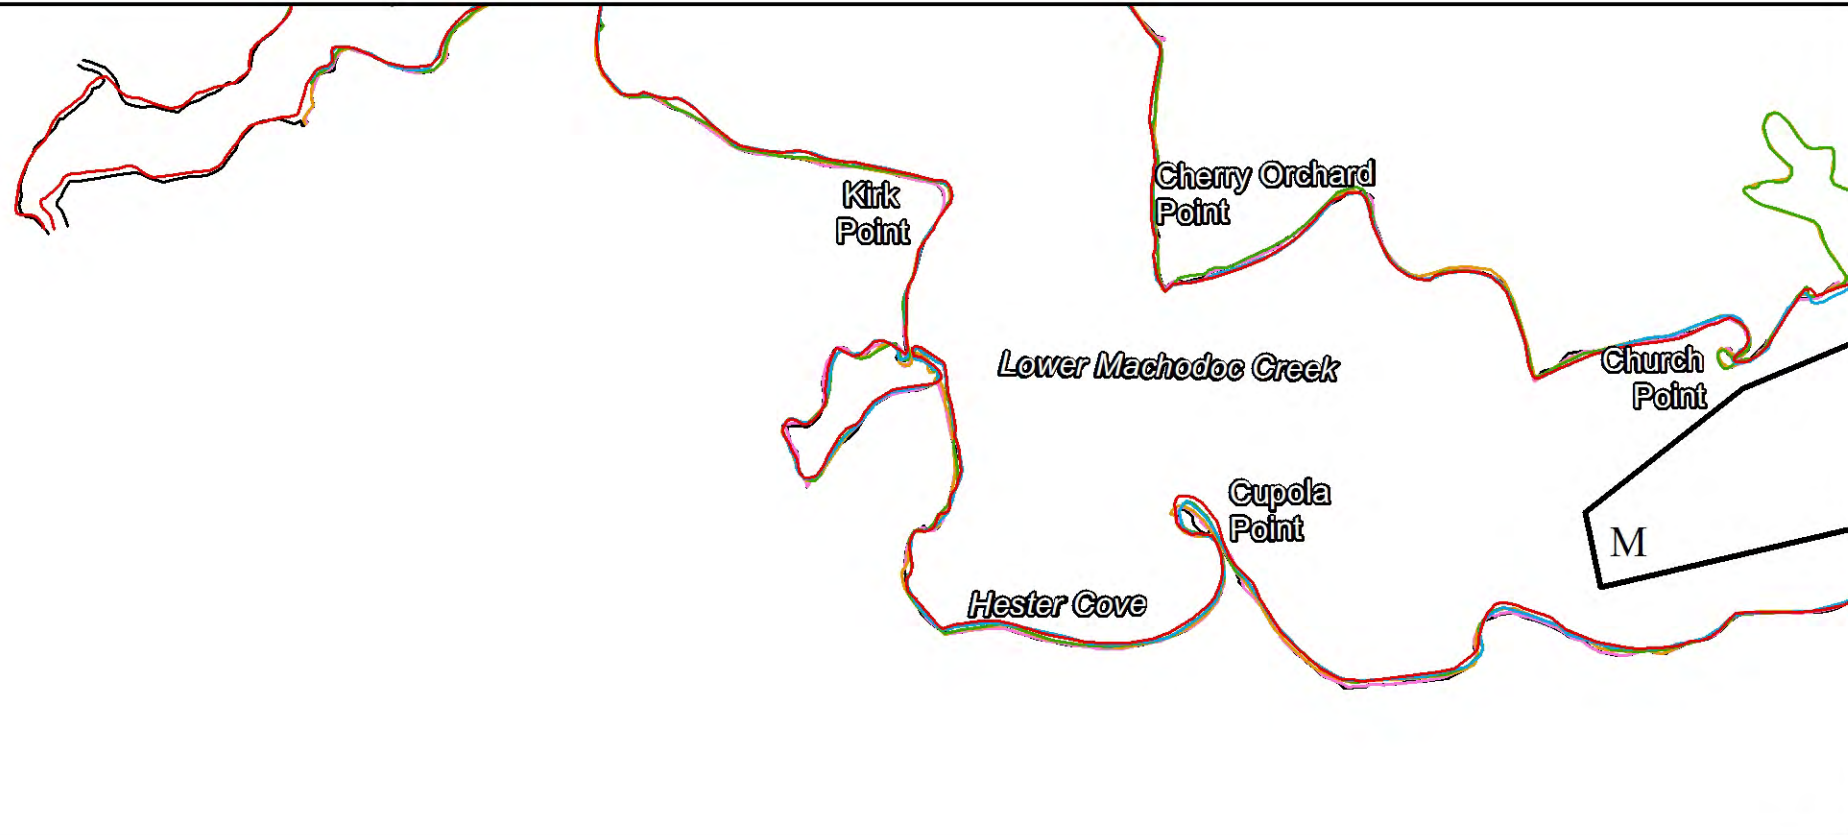 Cherry Orchard
Point
Kirk
Point
Lower Machodoc Creek
Church
Point
Cupola
Point
M
Hester Cove